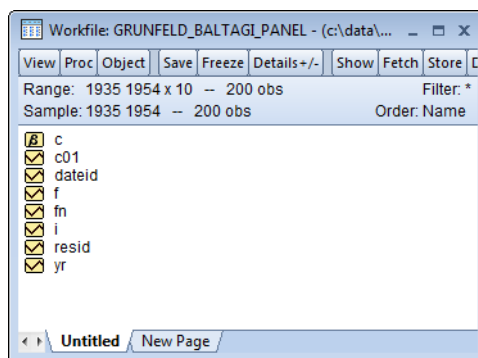 Workfile: GRUNFELD_BALTAGI_PANEL - (c:\data\...
View Proc Object Save Freeze Details+/- Show Fetch Store D
Range: 1935 1954 x 10 -- 200 obs Filter: *
Sample: 1935 1954 -- 200 obs Order: Name
β c
c01
dateid
f
fn
i
resid
yr
Untitled New Page